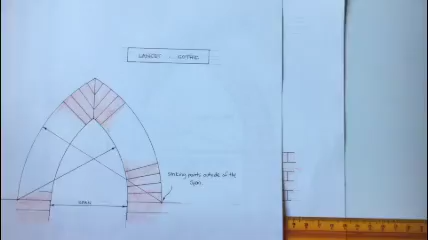 LANCET - GOTHIC
Striking points outside of the
Span
SPAN